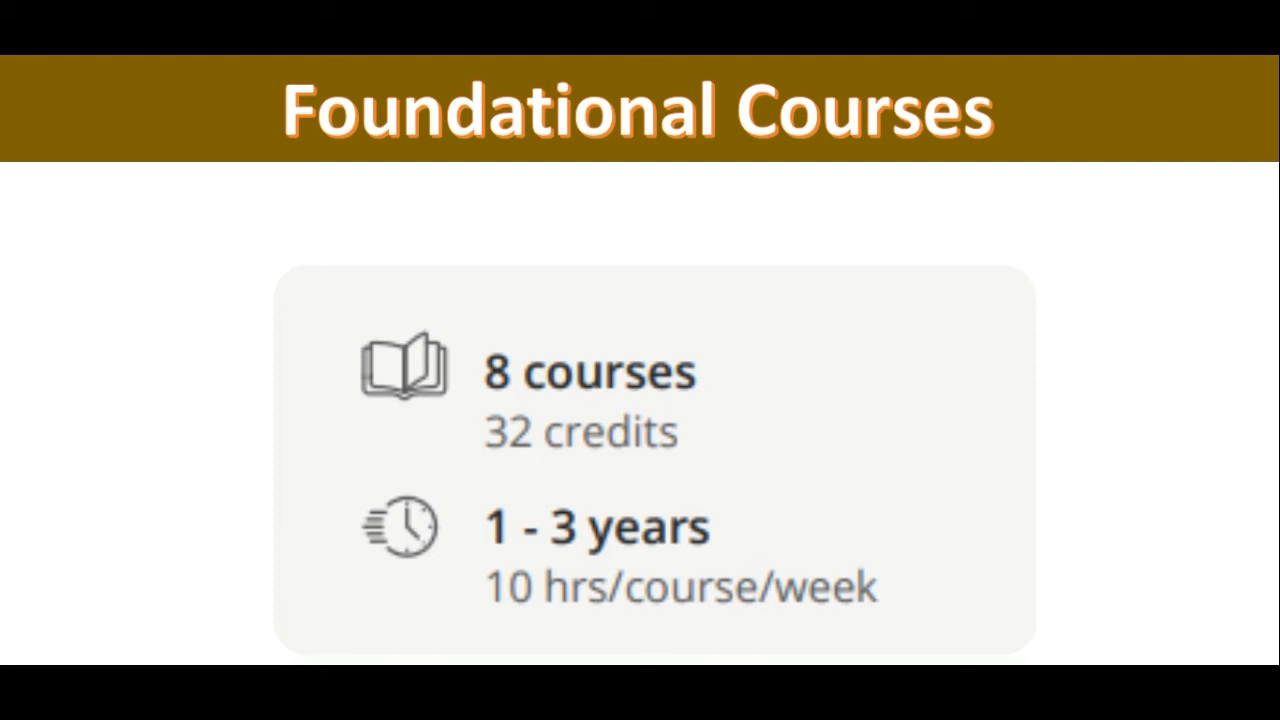 Foundational Courses
8 courses
32 credits
1 - 3 years
10 hrs/course/week